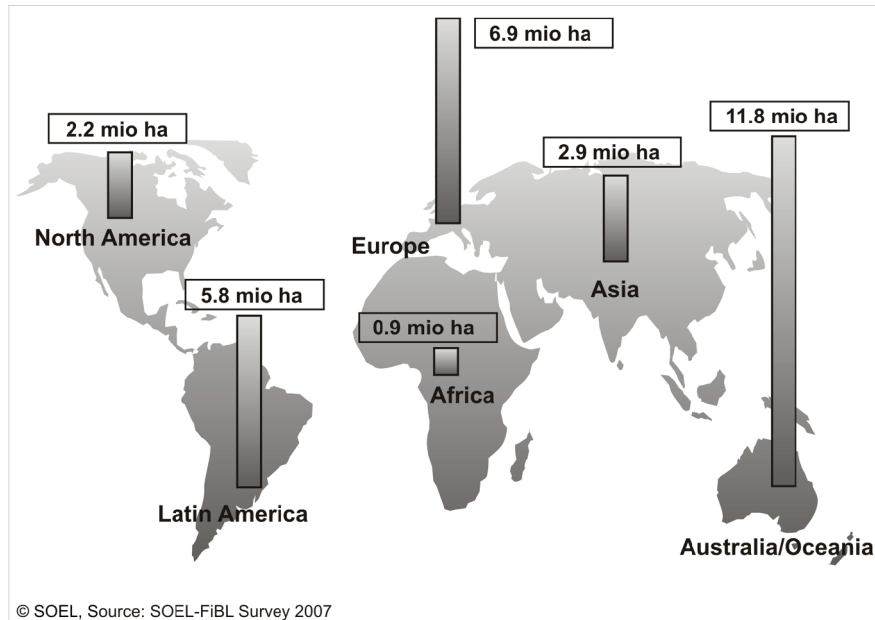 6.9 mio ha
11.8 mio ha
2.2 mio ha
2.9 mio ha
North America
Europe
Asia
5.8 mio ha
0.9 mio ha
Africa
Latin America
Australia/Oceania
© SOEL, Source: SOEL-FiBL Survey 2007